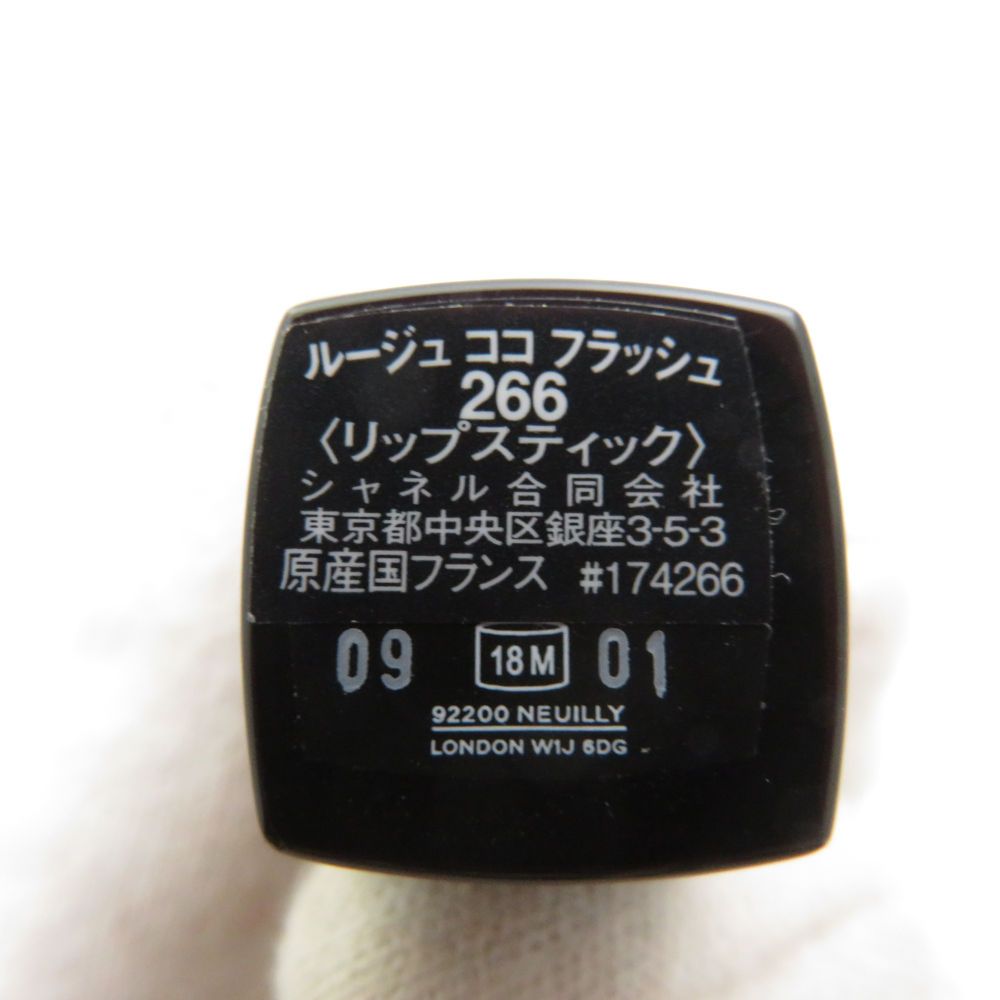 ルージュ ココ フラッシュ
266
〈リップスティック〉
シャネル合同会社
東京都中央区銀座3-5-3
原産国フランス #174266
09 18M 01
92200 NEUILLY
LONDON W1J 6DG